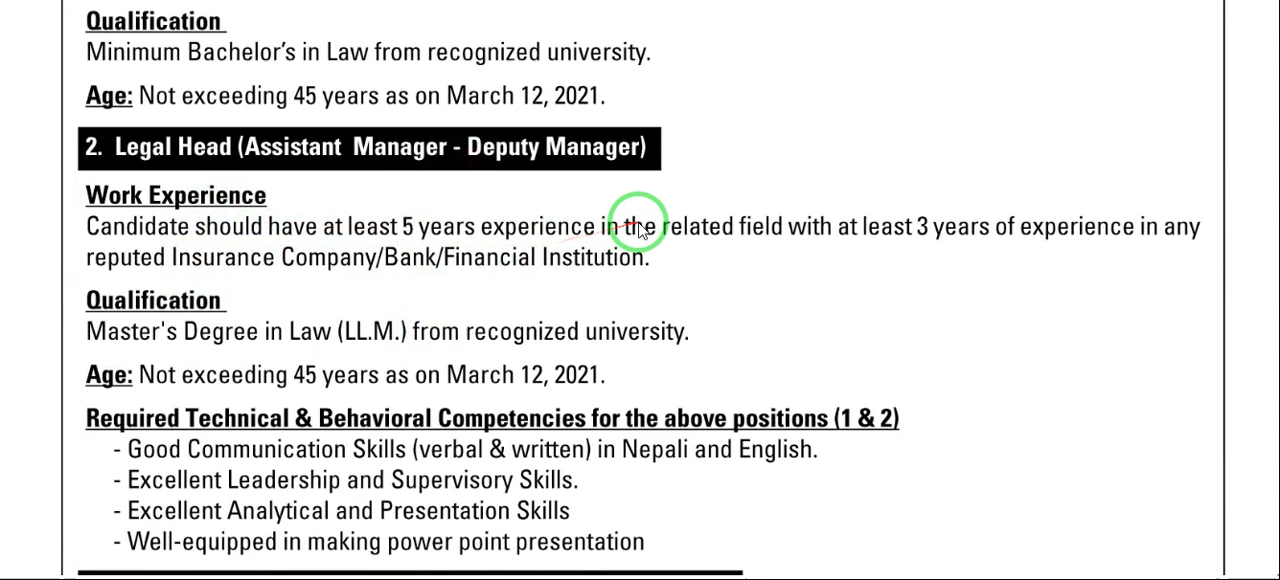 Qualification
Minimum Bachelor's in Law from recognized university.
Age: Not exceeding 45 years as on March 12, 2021.
2. Legal Head (Assistant Manager - Deputy Manager)
Work Experience
Candidate should have at least 5 years experience in the related field with at least 3 years of experience in any
reputed Insurance Company/Bank/Financial Institution.
Qualification
Master's Degree in Law (LL.M.) from recognized university.
Age: Not exceeding 45 years as on March 12, 2021.
Required Technical & Behavioral Competencies for the above positions (1 & 2)
- Good Communication Skills (verbal & written) in Nepali and English.
- Excellent Leadership and Supervisory Skills.
- Excellent Analytical and Presentation Skills
- Well-equipped in making power point presentation